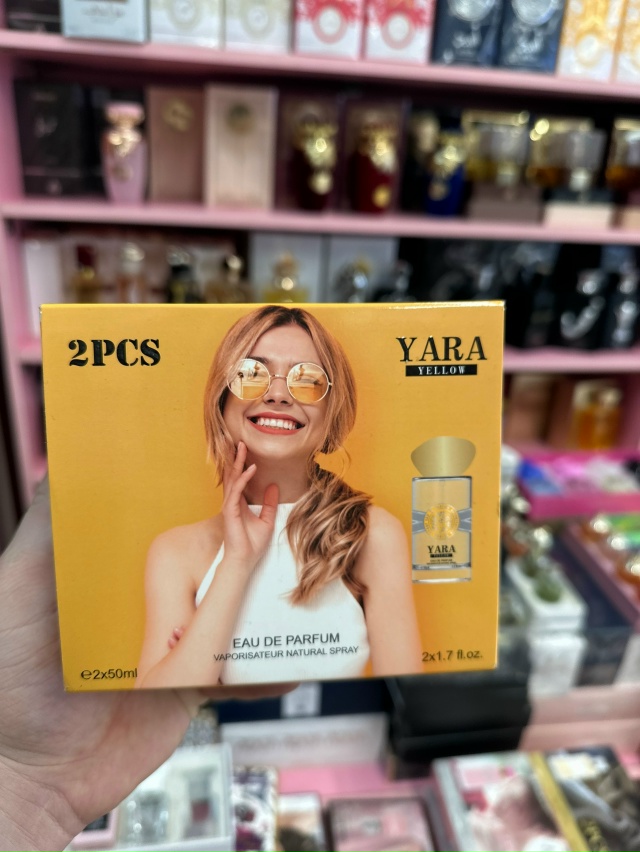 2PCS
YARA
YELLOW
YARA
EAU DE PARFUM
VAPORISATEUR NATURAL SPRAY
℮2x50ml
2x1.7 fl.oz.